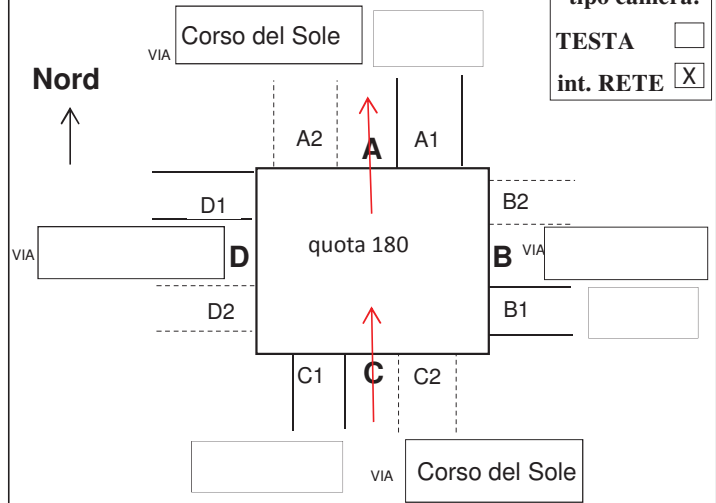 tipo camera:
VIA Corso del Sole
TESTA
Nord
int. RETE X
A2 A A1
D1 B2
quota 180
VIA D B VIA
D2 B1
C1 C C2
VIA Corso del Sole